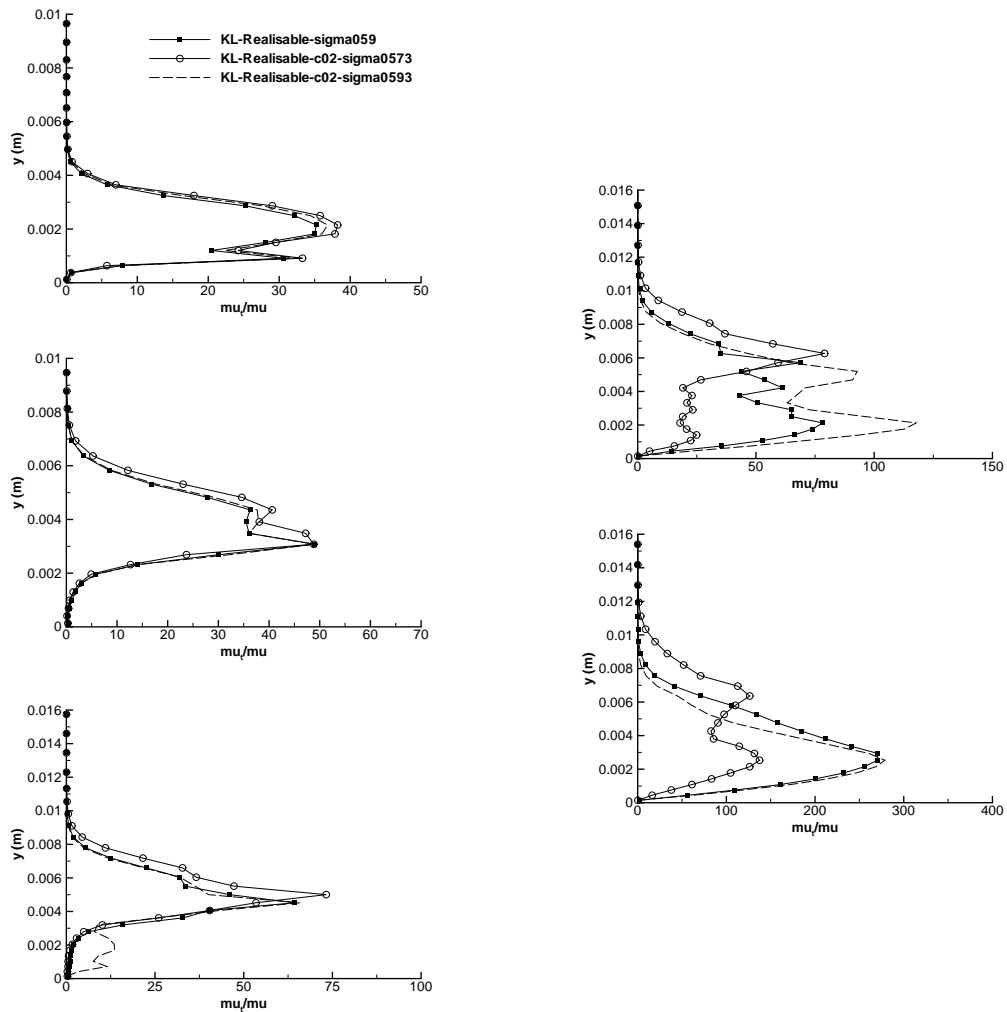 0.01
KL-Realisable-sigma059
KL-Realisable-c02-sigma0573
KL-Realisable-c02-sigma0593
0.008
0.006
y (m)
0.004
0.002
0
0 10 20 30 40 50
mu_t/mu
0.01
0.008
0.006
y (m)
0.004
0.002
0
0 10 20 30 40 50 60 70
mu_t/mu
0.016
0.014
0.012
0.01
y (m)
0.008
0.006
0.004
0.002
0
0 25 50 75 100
mu_t/mu
0.016
0.014
0.012
0.01
y (m)
0.008
0.006
0.004
0.002
0
0 50 100 150
mu_t/mu
0.016
0.014
0.012
0.01
y (m)
0.008
0.006
0.004
0.002
0
0 100 200 300 400
mu_t/mu